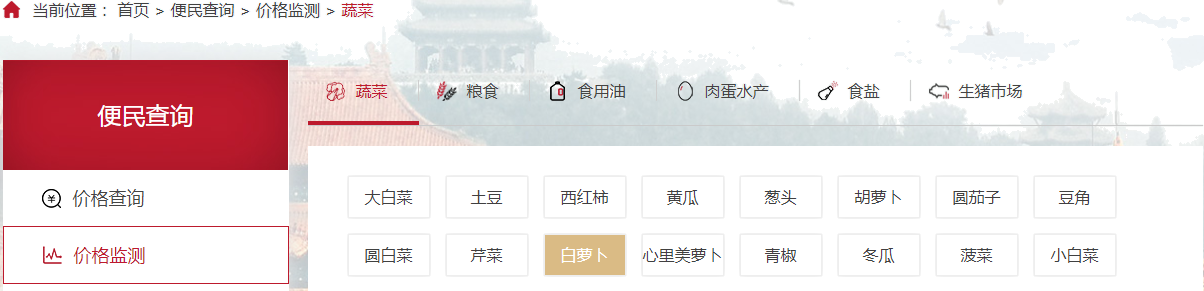 当前位置： 首页 > 便民查询 > 价格监测 > 蔬菜
便民查询
价格查询
价格监测
蔬菜 粮食 食用油 肉蛋水产 食盐 生猪市场
大白菜 土豆 西红柿 黄瓜 葱头 胡萝卜 圆茄子 豆角
圆白菜 芹菜 白萝卜 心里美萝卜 青椒 冬瓜 菠菜 小白菜